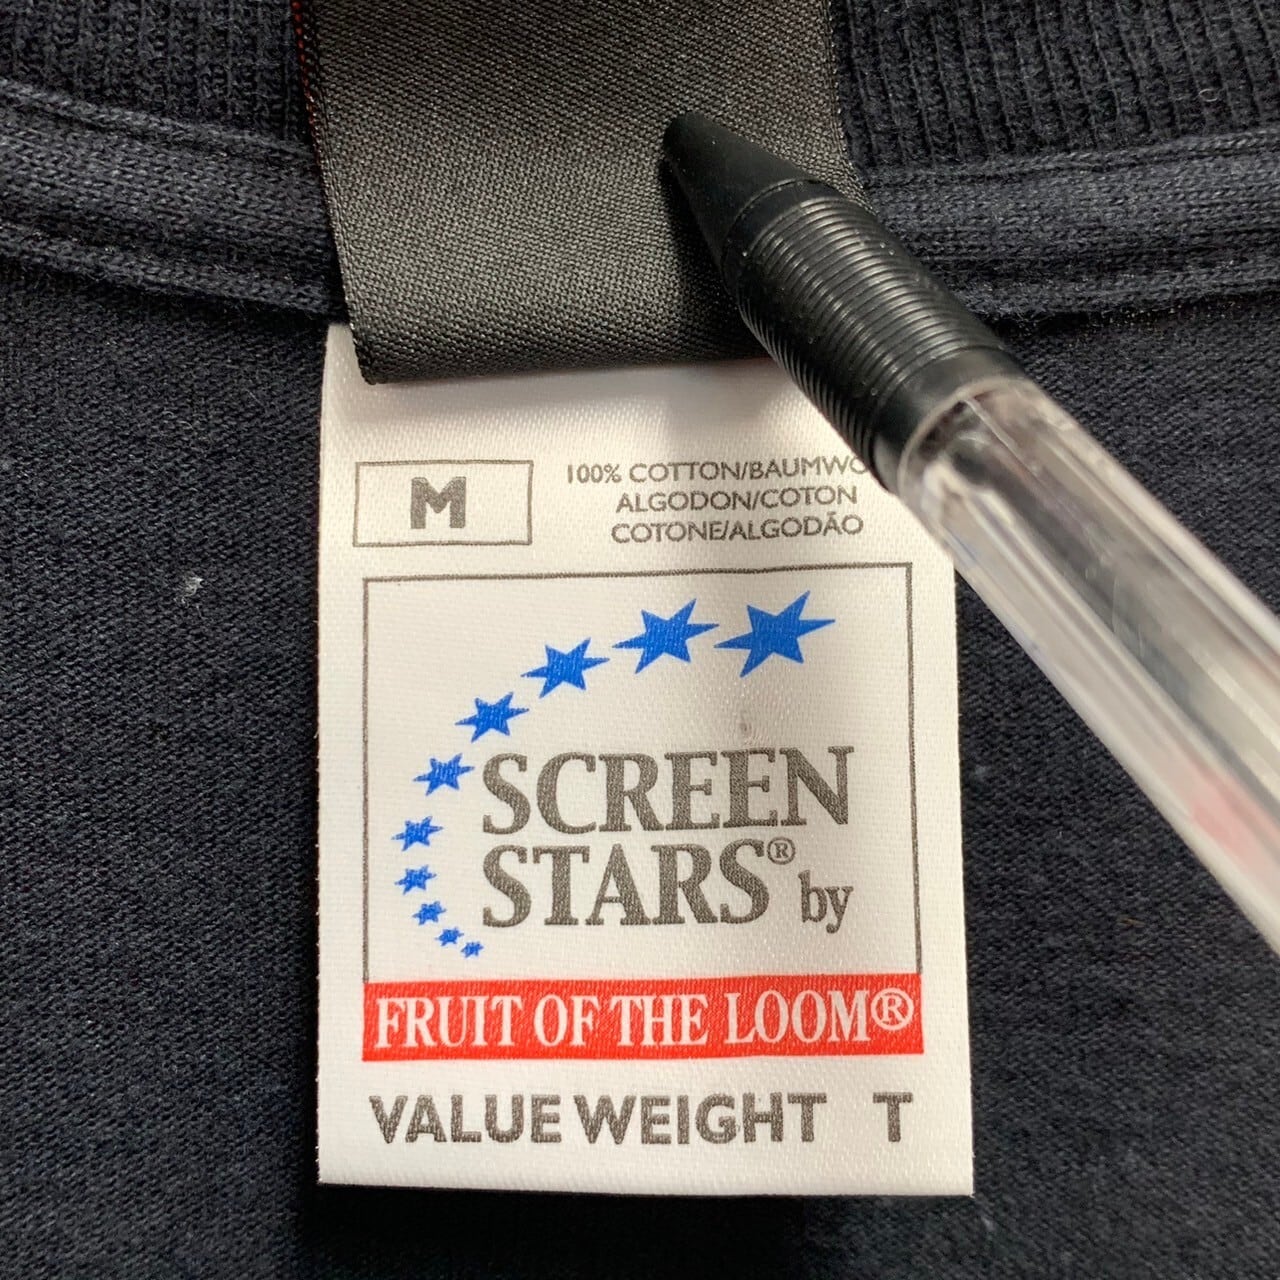 M
100% COTTON/BAUMWO
ALGODON/COTON
COTONE/ALGODÃO
SCREEN
STARS® by
FRUIT OF THE LOOM®
VALUE WEIGHT T